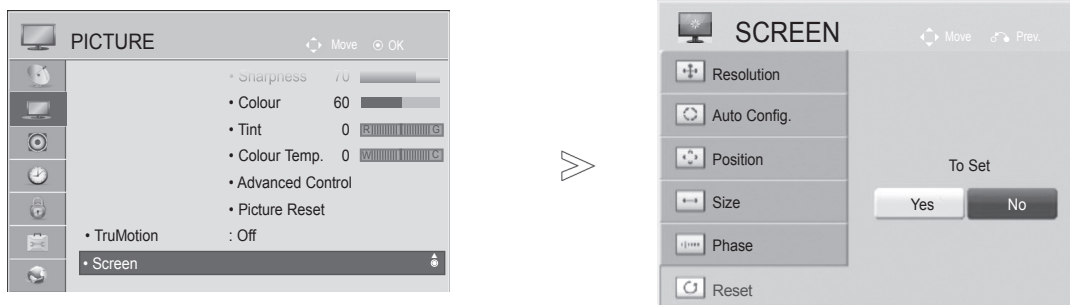 PICTURE
Move OK
• Sharpness 70
• Colour 60
• Tint 0 R G
• Colour Temp. 0 W C
• Advanced Control
• Picture Reset
• TruMotion : Off
• Screen
SCREEN
Move Prev.
Resolution
Auto Config.
Position
Size
Phase
Reset
To Set
Yes No